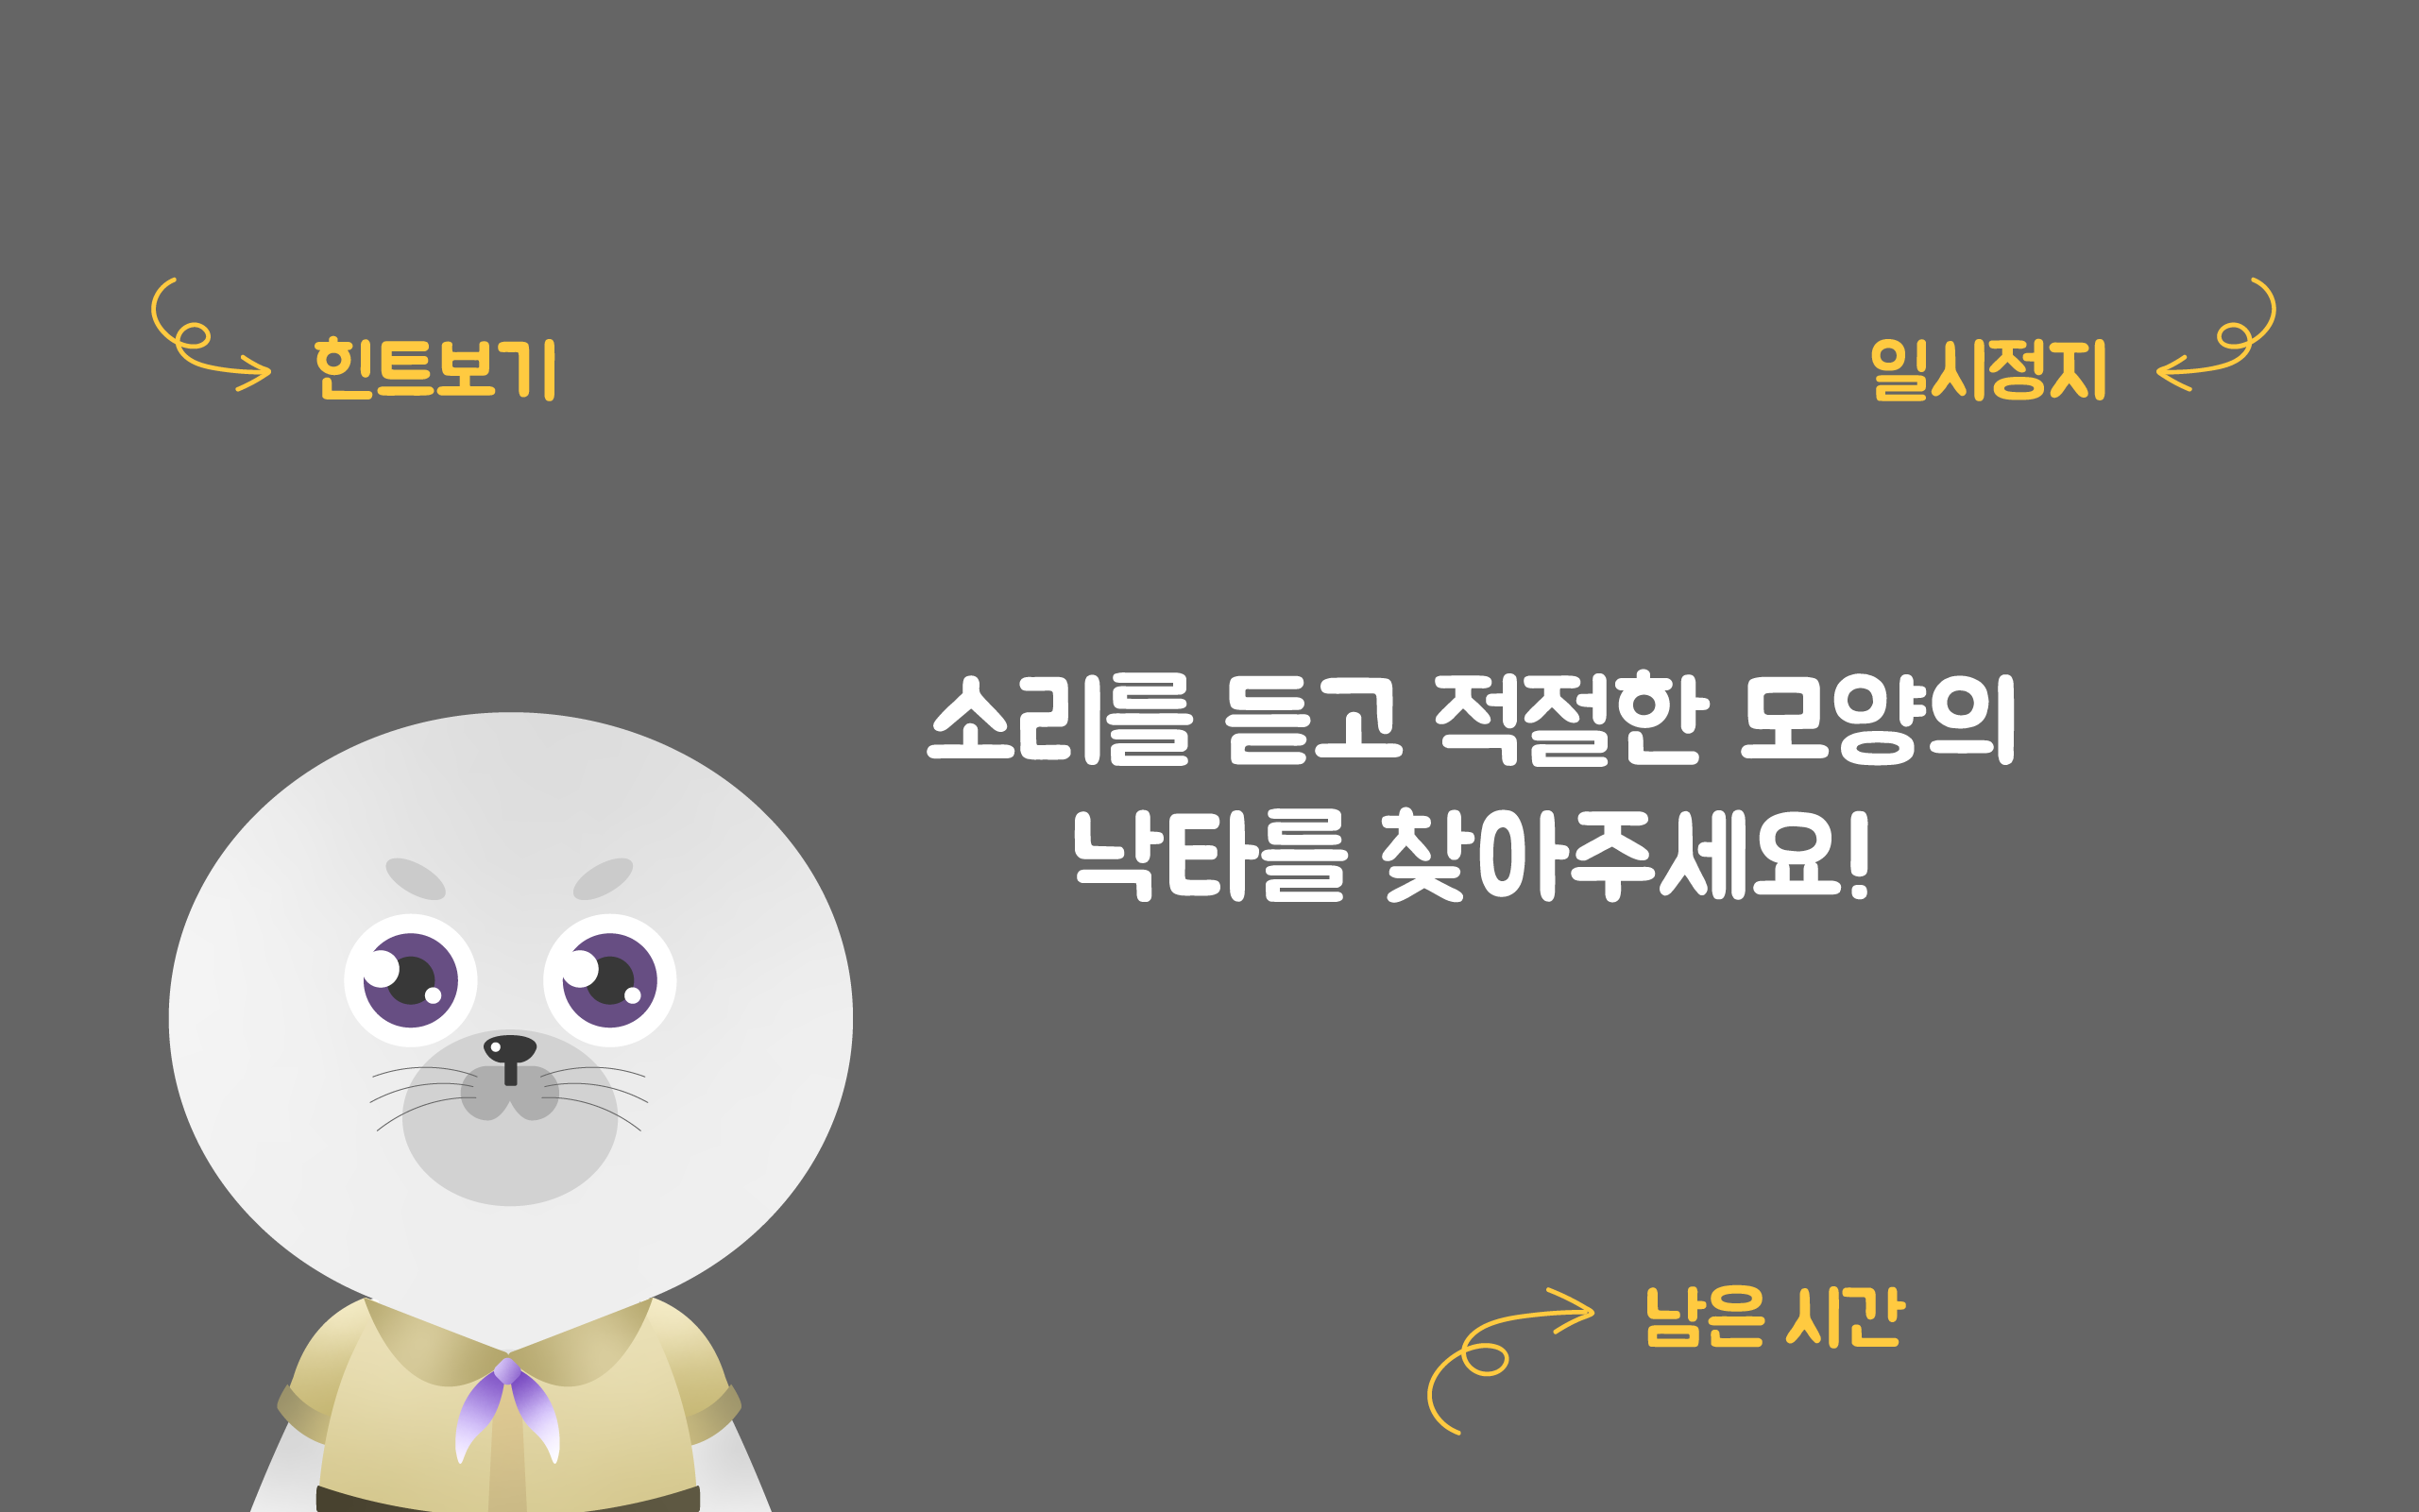 힌트보기
일시정지
소리를 듣고 적절한 모양의
낙타를 찾아주세요!
남은 시간